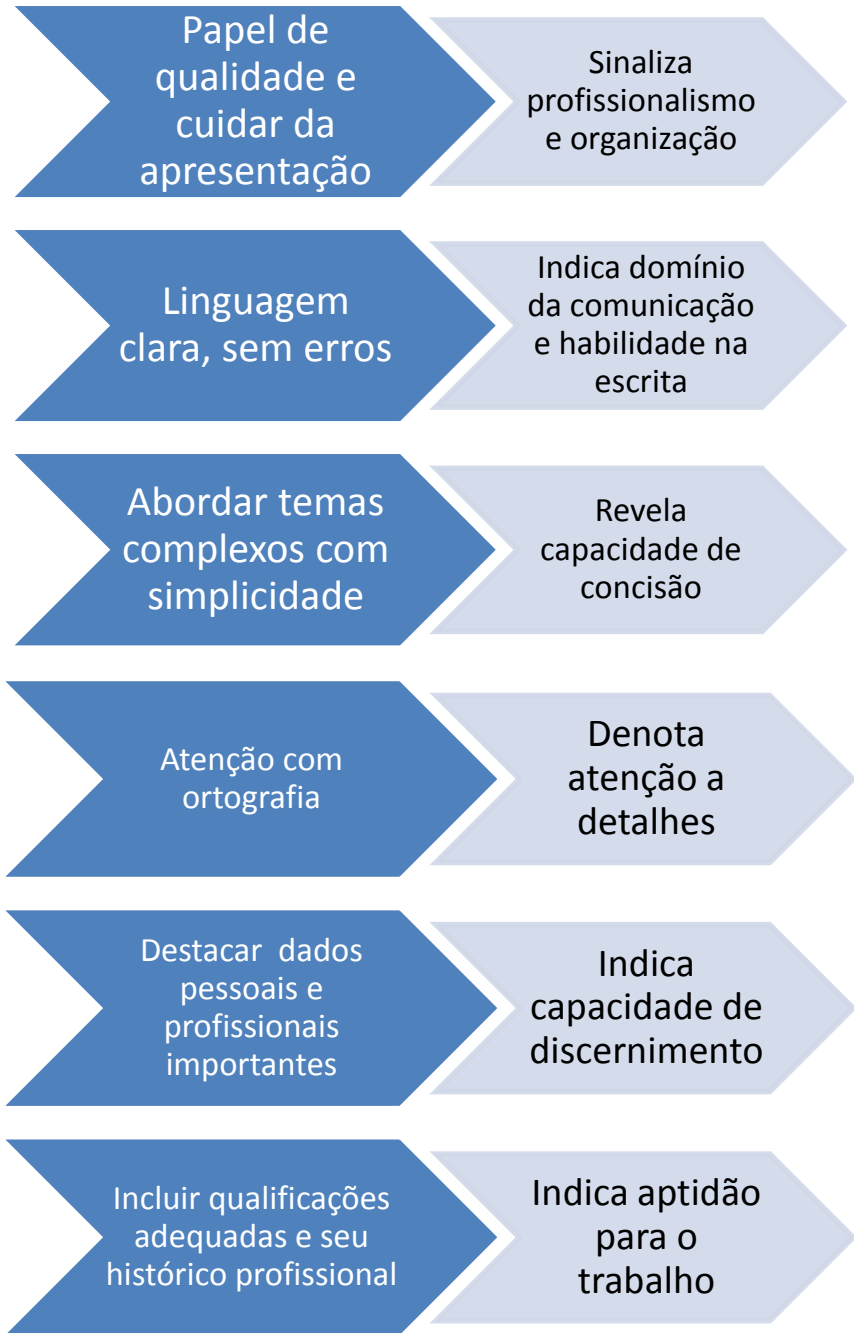 Papel de
qualidade e
cuidar da
apresentação
Sinaliza
profissionalismo
e organização
Linguagem
clara, sem erros
Indica domínio
da comunicação
e habilidade na
escrita
Abordar temas
complexos com
simplicidade
Revela
capacidade de
concisão
Atenção com
ortografia
Denota
atenção a
detalhes
Destacar  dados
pessoais e
profissionais
importantes
Indica
capacidade de
discernimento
Incluir qualificações
adequadas e seu
histórico profissional
Indica aptidão
para o
trabalho